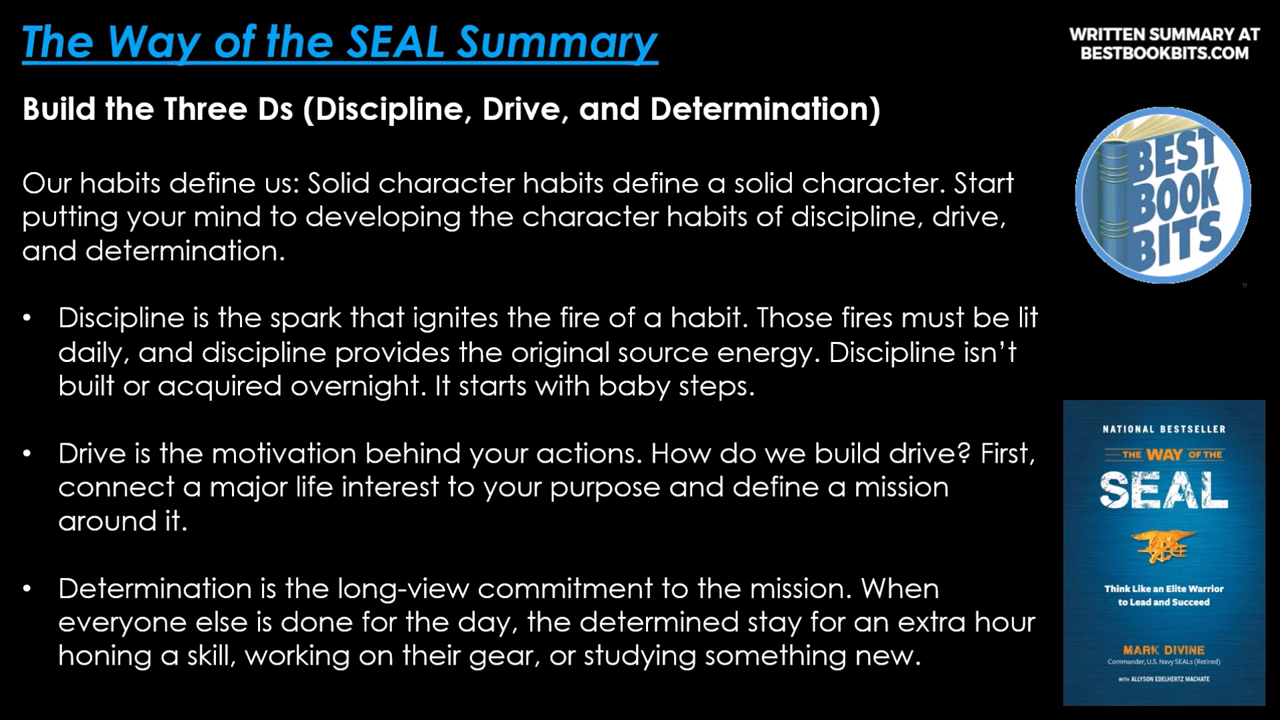 The Way of the SEAL Summary
WRITTEN SUMMARY AT
BESTBOOKBITS.COM
Build the Three Ds (Discipline, Drive, and Determination)
Our habits define us: Solid character habits define a solid character. Start
putting your mind to developing the character habits of discipline, drive,
and determination.
• Discipline is the spark that ignites the fire of a habit. Those fires must be lit
daily, and discipline provides the original source energy. Discipline isn't
built or acquired overnight. It starts with baby steps.
• Drive is the motivation behind your actions. How do we build drive? First,
connect a major life interest to your purpose and define a mission
around it.
• Determination is the long-view commitment to the mission. When
everyone else is done for the day, the determined stay for an extra hour
honing a skill, working on their gear, or studying something new.
BEST
BOOK
BITS
NATIONAL BESTSELLER
THE WAY OF THE
SEAL
Think Like an Elite Warrior
to Lead and Succeed
MARK DIVINE
Commander, U.S. Navy SEALs (Retired)
WITH ALLYSON EDELHERTZ MACHATE